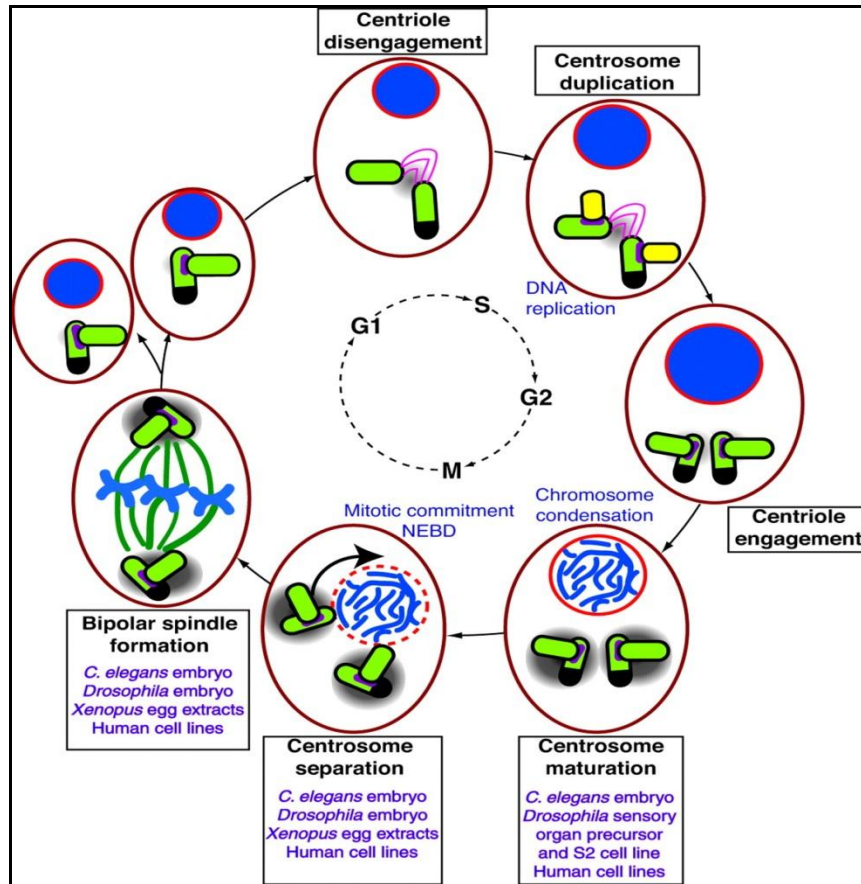 Centriole
disengagement
Centrosome
duplication
DNA
replication
G1
S
G2
M
Centriole
engagement
Mitotic commitment
NEBD
Chromosome
condensation
Bipolar spindle
formation
C. elegans embryo
Drosophila embryo
Xenopus egg extracts
Human cell lines
Centrosome
separation
C. elegans embryo
Drosophila embryo
Xenopus egg extracts
Human cell lines
Centrosome
maturation
C. elegans embryo
Drosophila sensory
organ precursor
and S2 cell line
Human cell lines